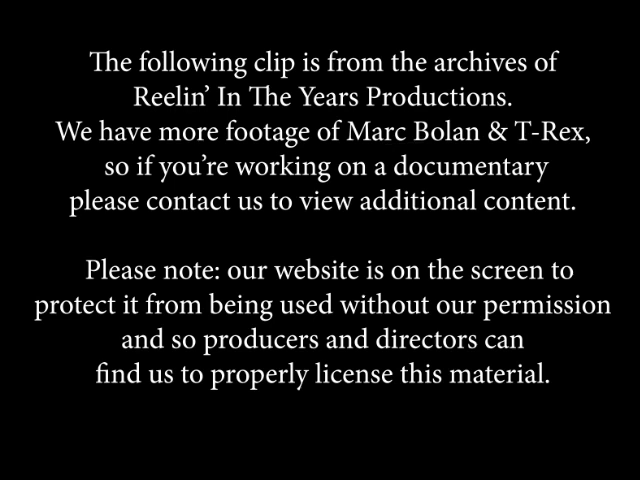 The following clip is from the archives of
Reelin’ In The Years Productions.
We have more footage of Marc Bolan & T-Rex,
so if you’re working on a documentary
please contact us to view additional content.
Please note: our website is on the screen to
protect it from being used without our permission
and so producers and directors can
find us to properly license this material.